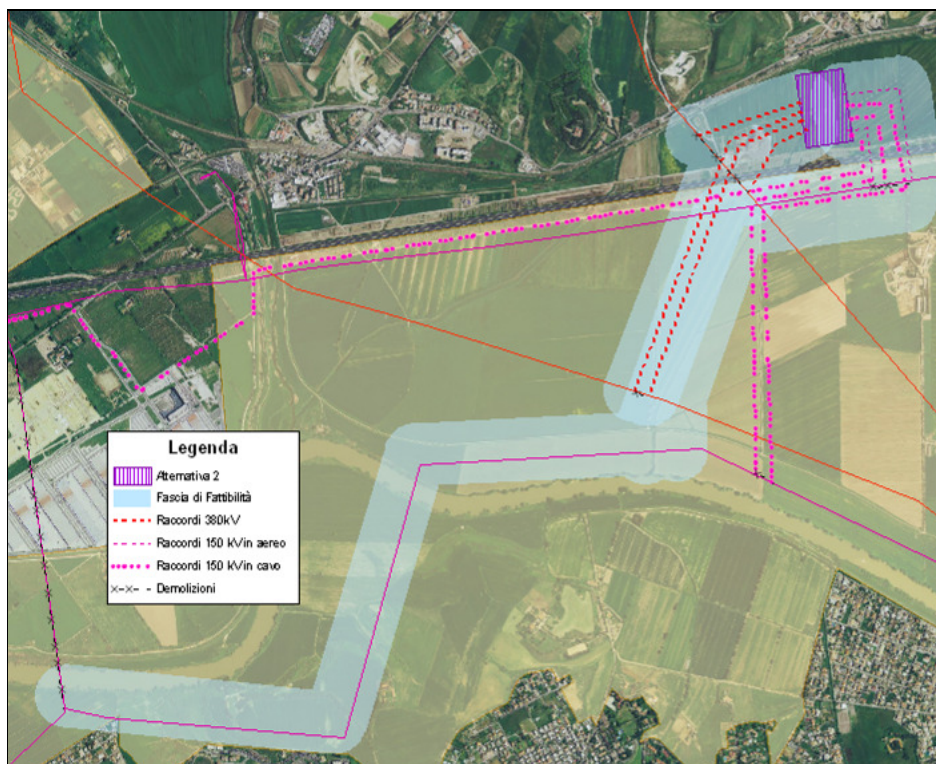 Legenda
Alternativa 2
Fascia di Fattibilità
Raccordi 380kV
Raccordi 150 kV in aereo
Raccordi 150 kV in cavo
Demolizioni